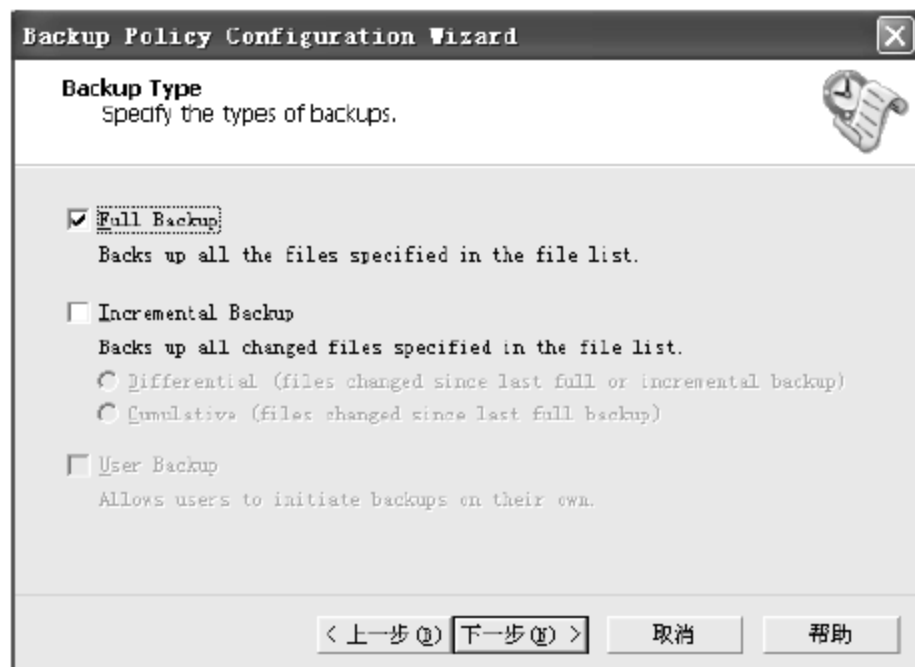 Backup Policy Configuration Wizard
Backup Type
Specify the types of backups.
Full Backup
Backs up all the files specified in the file list.
Incremental Backup
Backs up all changed files specified in the file list.
Differential (files changed since last full or incremental backup)
Cumulative (files changed since last full backup)
User Backup
Allows users to initiate backups on their own.
< 上一步(B) 下一步(N) > 取消 帮助